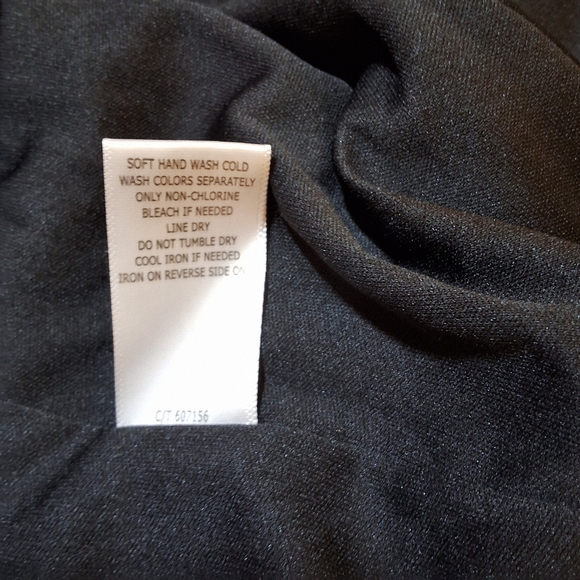 SOFT HAND WASH COLD
WASH COLORS SEPARATELY
ONLY NON-CHLORINE
BLEACH IF NEEDED
LINE DRY
DO NOT TUMBLE DRY
COOL IRON IF NEEDED
IRON ON REVERSE SIDE
C/T 607156